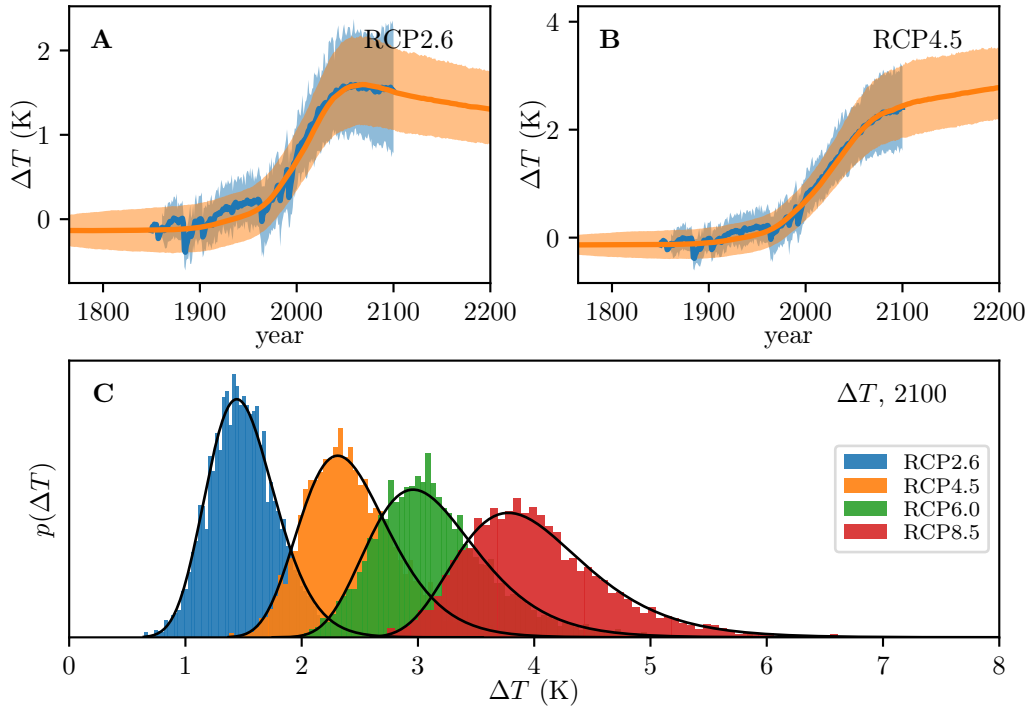 A
RCP2.6
ΔT (K)
2
1
0
1800 1900 2000 2100 2200
year
B
RCP4.5
ΔT (K)
4
2
0
1800 1900 2000 2100 2200
year
C
ΔT, 2100
p(ΔT)
RCP2.6
RCP4.5
RCP6.0
RCP8.5
0 1 2 3 4 5 6 7 8
ΔT (K)